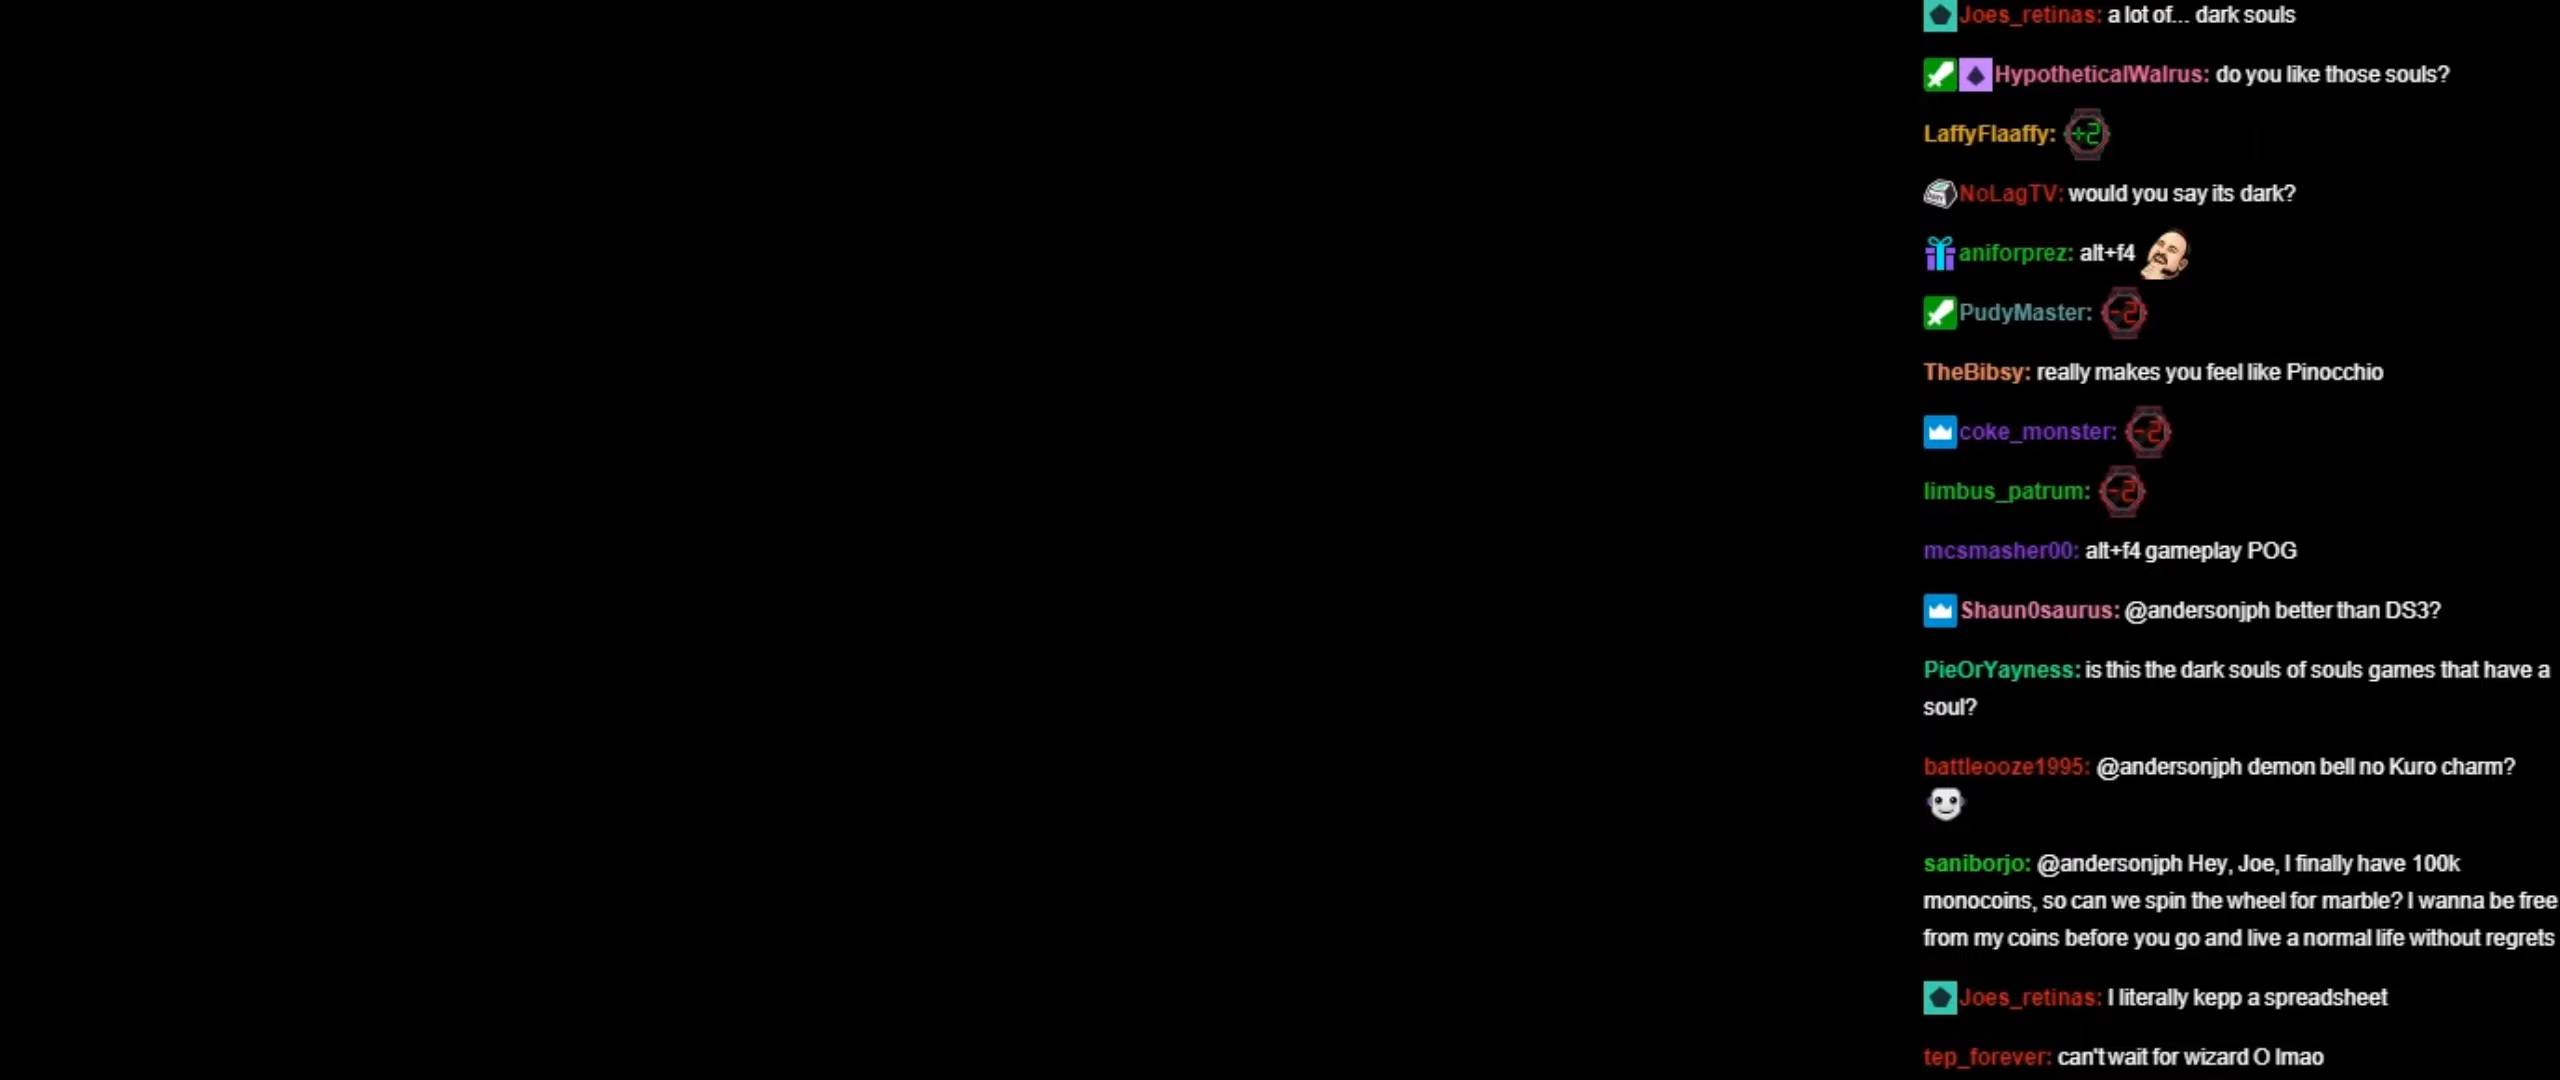 Joes_retinas: a lot of... dark souls
HypotheticalWalrus: do you like those souls?
LaffyFlaaffy: +2
NoLagTV: would you say its dark?
aniforprez: alt+f4
PudyMaster: -2
TheBibsy: really makes you feel like Pinocchio
coke_monster: -2
limbus_patrum: -2
mcsmasher00: alt+f4 gameplay POG
Shaun0saurus: @andersonjph better than DS3?
PieOrYayness: is this the dark souls of souls games that have a
soul?
battleooze1995: @andersonjph demon bell no Kuro charm?
saniborjo: @andersonjph Hey, Joe, I finally have 100k
monocoins, so can we spin the wheel for marble? I wanna be free
from my coins before you go and live a normal life without regrets
Joes_retinas: I literally kepp a spreadsheet
tep_forever: can't wait for wizard O lmao